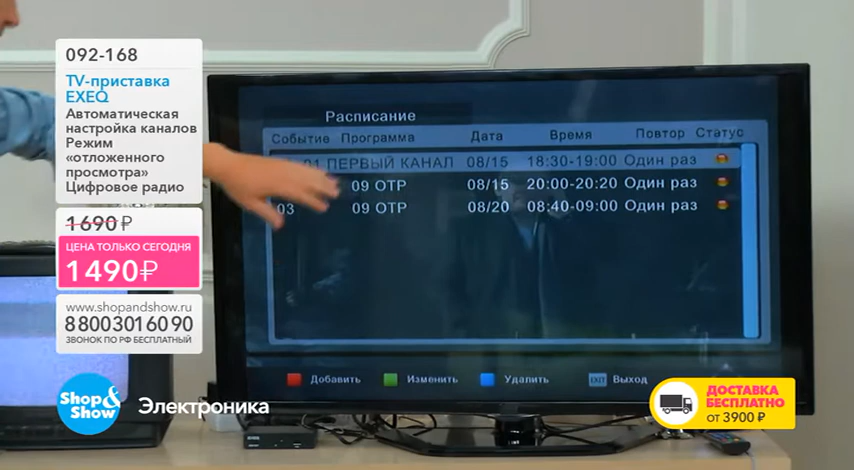 092-168
TV-приставка
EXEQ
Автоматическая
настройка каналов
Режим
«отложенного
просмотра»
Цифровое радио
1690₽
ЦЕНА ТОЛЬКО СЕГОДНЯ
1490₽
www.shopandshow.ru
88003016090
ЗВОНОК ПО РФ БЕСПЛАТНЫЙ
Shop&
Show
Электроника
Расписание
Событие Программа Дата Время Повтор Статус
01 ПЕРВЫЙ КАНАЛ 08/15 18:30-19:00 Один раз
09 ОТР 08/15 20:00-20:20 Один раз
03 09 ОТР 08/20 08:40-09:00 Один раз
Добавить Изменить Удалить EXIT Выход
ДОСТАВКА
БЕСПЛАТНО
от 3900 ₽